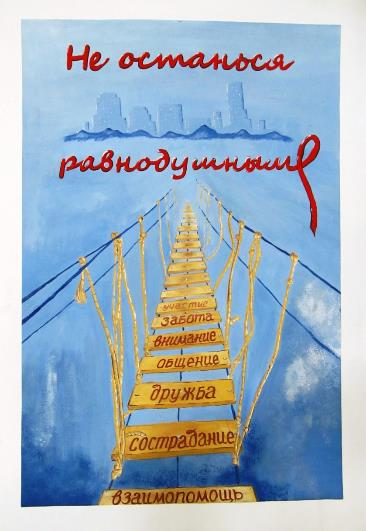 Не останься
равнодушным
участие
забота
внимание
общение
дружба
сострадание
взаимопомощь